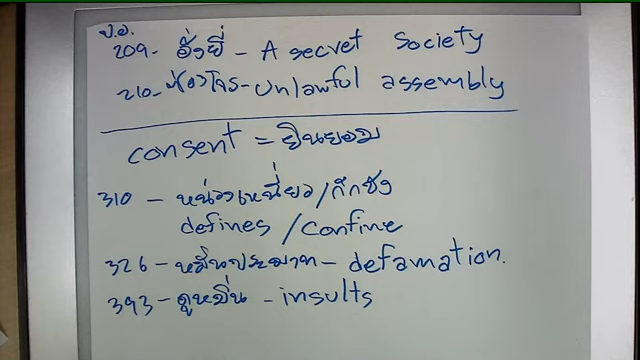 ป.อ.
209- อั้งยี่ - A secret Society
210- ซ่องโจร - Unlawful assembly
consent = ยินยอม
310 - หน่วงเหนี่ยว/กักขัง
defines / Confine
326 - หมิ่นประมาท - defamation.
393 - ดูหมิ่น - insults